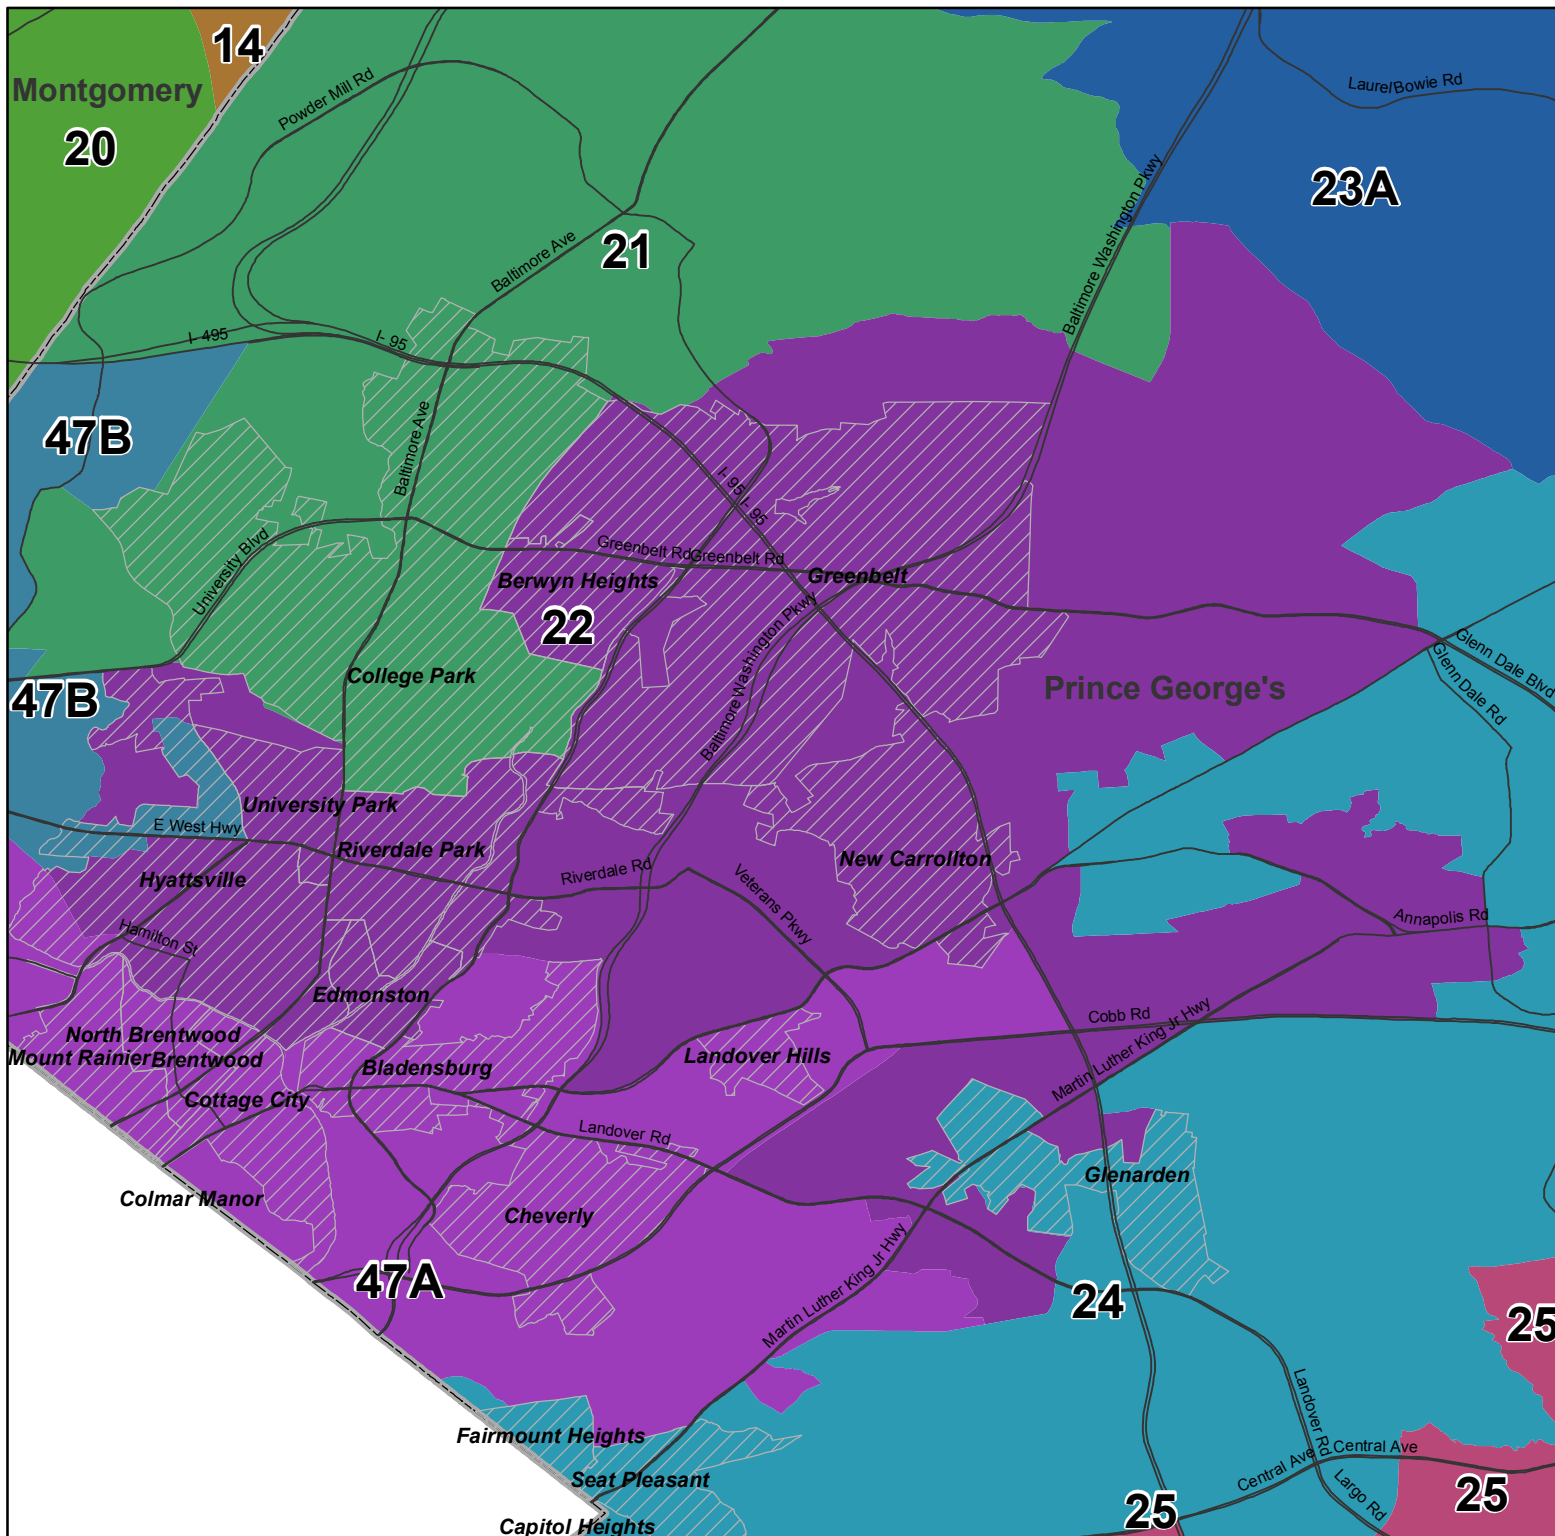 14
Montgomery
20
Powder Mill Rd
Laurel/Bowie Rd
23A
Baltimore Washington Pkwy
21
Baltimore Ave
I- 495
I- 95
47B
Baltimore Ave
I- 95
I- 95
University Blvd
Greenbelt Rd
Greenbelt Rd
Berwyn Heights
Greenbelt
22
Baltimore Washington Pkwy
Glenn Dale Blvd
Glenn Dale Rd
College Park
Prince George's
47B
University Park
E West Hwy
Riverdale Park
Riverdale Rd
New Carrollton
Veterans Pkwy
Hyattsville
Hamilton St
Annapolis Rd
Edmonston
Cobb Rd
Martin Luther King Jr Hwy
North Brentwood
Mount Rainier
Brentwood
Landover Hills
Bladensburg
Cottage City
Landover Rd
Glenarden
Colmar Manor
Cheverly
47A
Martin Luther King Jr Hwy
24
25
Landover Rd
Fairmount Heights
Central Ave
Central Ave
Seat Pleasant
Largo Rd
25
25
Capitol Heights